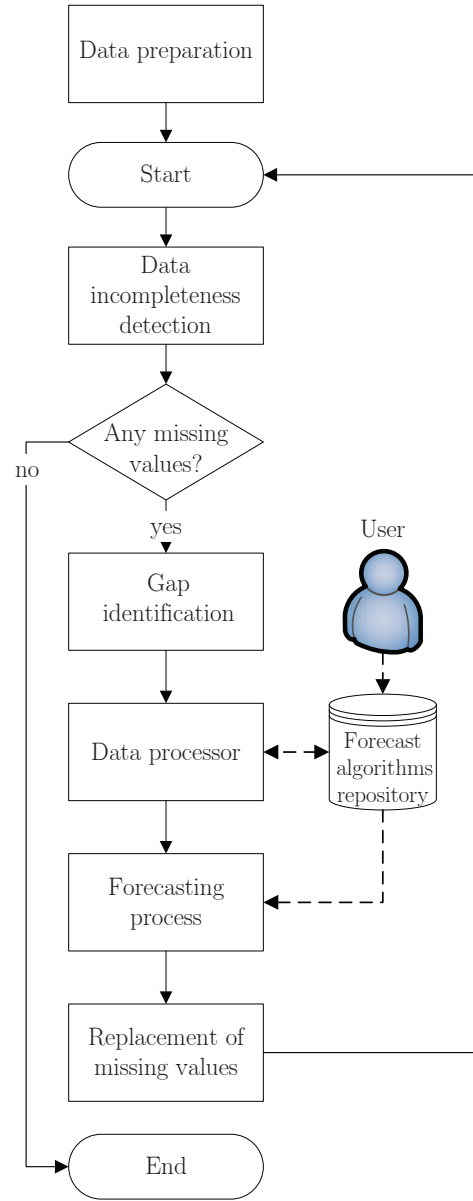 Data preparation
Start
Data
incompleteness
detection
Any missing
values?
no
yes
Gap
identification
User
Data processor
Forecast
algorithms
repository
Forecasting
process
Replacement of
missing values
End